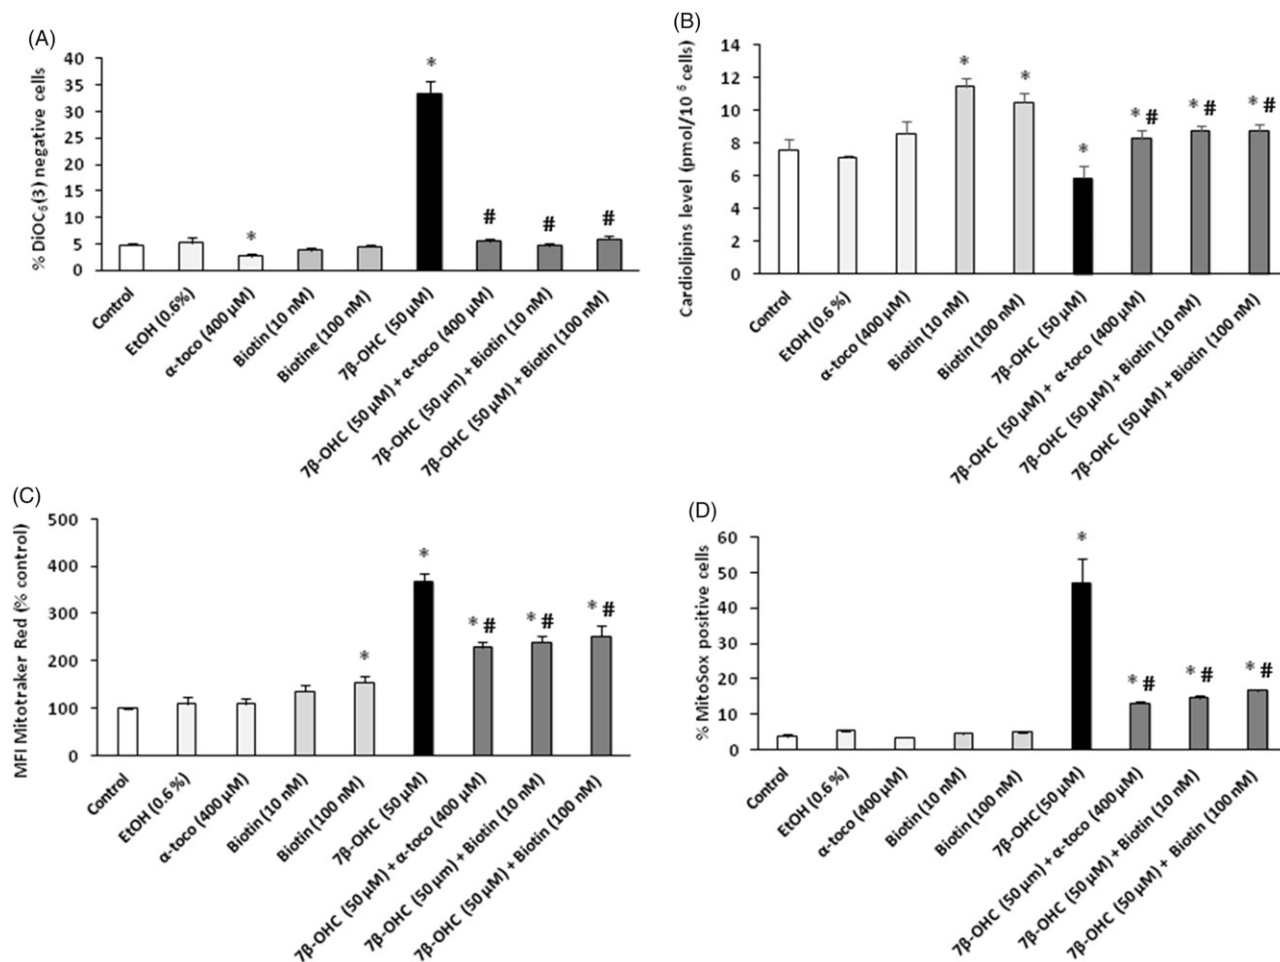 (A)
% DiOC6(3) negative cells
40
35
30
25
20
15
10
5
0
*
*
#
#
#
Control
EtOH (0.6%)
α-toco (400 µM)
Biotin (10 nM)
Biotine (100 nM)
7β-OHC (50 µM)
7β-OHC (50 µM) + α-toco (400 µM)
7β-OHC (50 µm) + Biotin (10 nM)
7β-OHC (50 µM) + Biotin (100 nM)
(B)
Cardiolipins level (pmol/10 6 cells)
14
12
10
8
6
4
2
0
*
*
*
* #
* #
* #
Control
EtOH (0.6 %)
α-toco (400 µM)
Biotin (10 nM)
Biotin (100 nM)
7β-OHC (50 µM)
7β-OHC (50 µM) + α-toco (400 µM)
7β-OHC (50 µM) + Biotin (10 nM)
7β-OHC (50 µM) + Biotin (100 nM)
(C)
MFI Mitotraker Red (% control)
500
400
300
200
100
0
*
*
* #
* #
* #
Control
EtOH (0.6 %)
α-toco (400 µM)
Biotin (10 nM)
Biotin (100 nM)
7β-OHC (50 µM)
7β-OHC (50 µM) + α-toco (400 µM)
7β-OHC (50 µm) + Biotin (10 nM)
7β-OHC (50 µM) + Biotin (100 nM)
(D)
% MitoSox positive cells
60
50
40
30
20
10
0
*
* #
* #
* #
Control
EtOH (0.6 %)
α-toco (400 µM)
Biotin (10 nM)
Biotin (100 nM)
7β-OHC (50 µM)
7β-OHC (50 µm) + α-toco (400 µM)
7β-OHC (50 µM) + Biotin (10 nM)
7β-OHC (50 µM) + Biotin (100 nM)